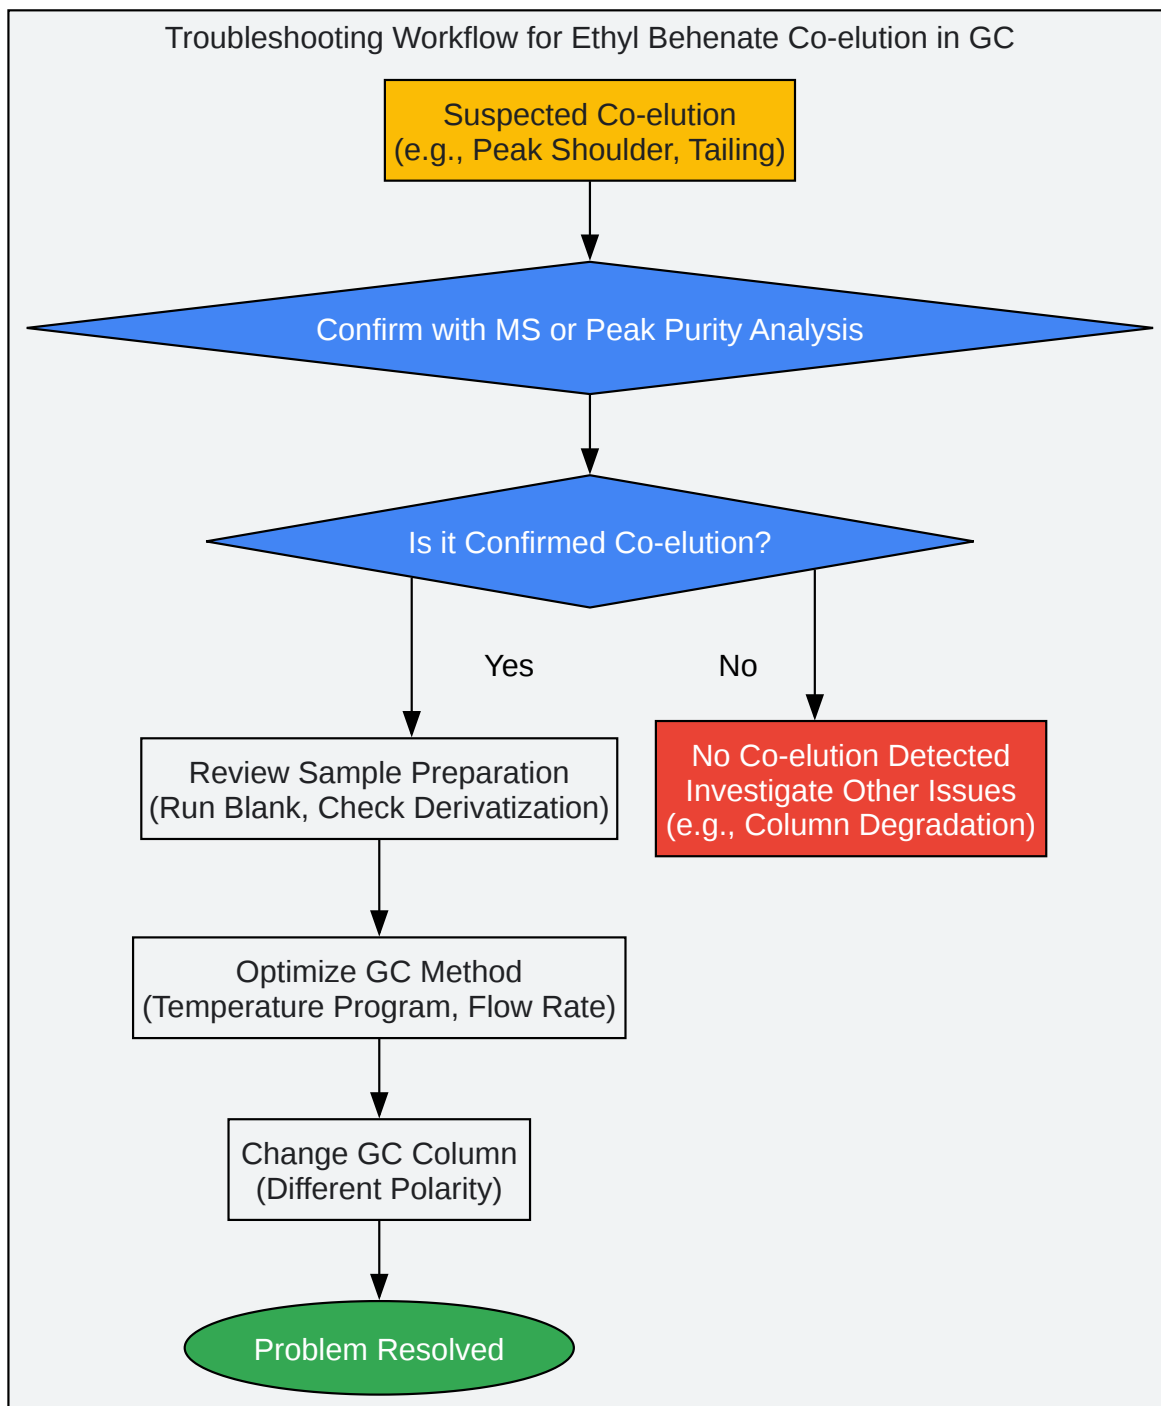 Troubleshooting Workflow for Ethyl Behenate Co-elution in GC
Suspected Co-elution
(e.g., Peak Shoulder, Tailing)
Confirm with MS or Peak Purity Analysis
Is it Confirmed Co-elution?
Yes
No
Review Sample Preparation
(Run Blank, Check Derivatization)
No Co-elution Detected
Investigate Other Issues
(e.g., Column Degradation)
Optimize GC Method
(Temperature Program, Flow Rate)
Change GC Column
(Different Polarity)
Problem Resolved